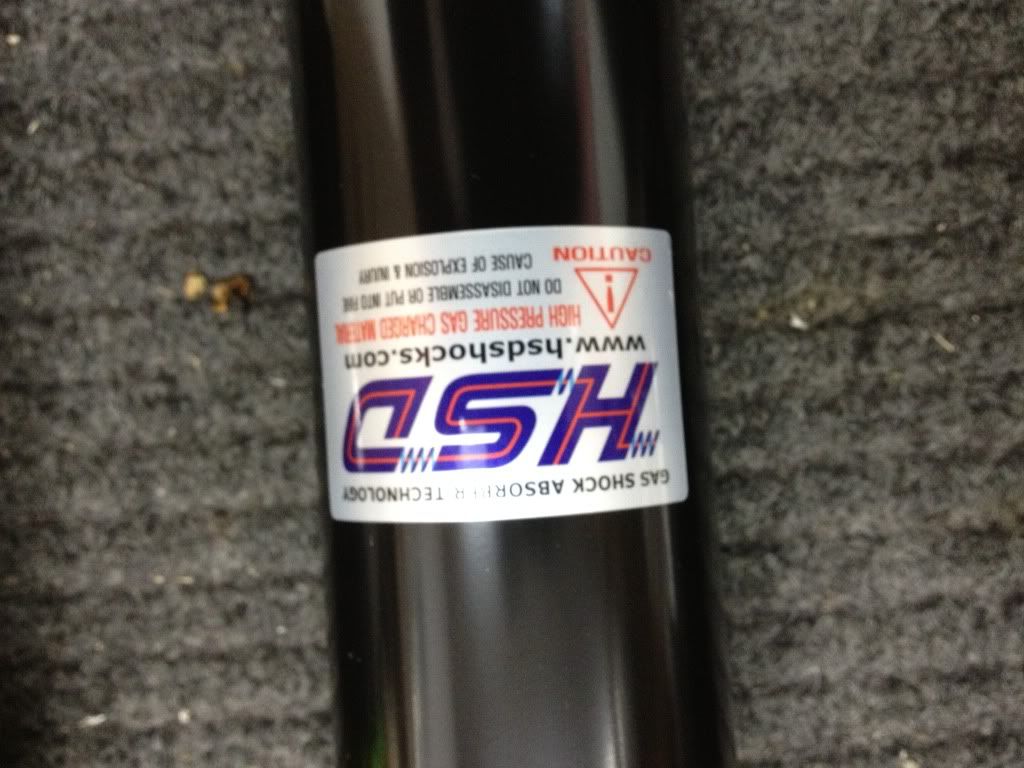 GAS SHOCK ABSORBER TECHNOLOGY
HSD
www.hsdshocks.com
HIGH PRESSURE GAS CHARGED MATERIAL
DO NOT DISASSEMBLE OR PUT INTO FIRE
CAUSE OF EXPLOSION & INJURY
CAUTION